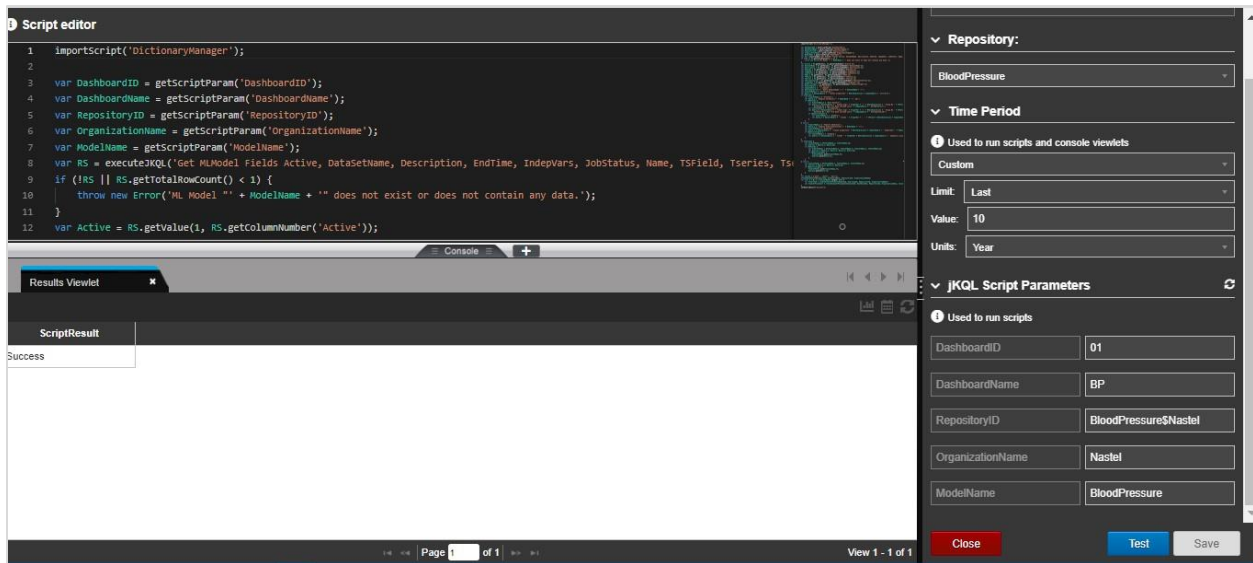 Script editor
1 importScript('DictionaryManager');
2
3 var DashboardID = getScriptParam('DashboardID');
4 var DashboardName = getScriptParam('DashboardName');
5 var RepositoryID = getScriptParam('RepositoryID');
6 var OrganizationName = getScriptParam('OrganizationName');
7 var ModelName = getScriptParam('ModelName');
8 var RS = executeJKQL('Get MLModel Fields Active, DataSetName, Description, EndTime, IndepVars, JobStatus, Name, TSField, Tseries,
9 if (!RS || RS.getTotalRowCount() < 1) {
10 throw new Error('ML Model "' + ModelName + '" does not exist or does not contain any data.');
11 }
12 var Active = RS.getValue(1, RS.getColumnNumber('Active'));
Console
+
Results Viewlet
ScriptResult
Success
Page 1 of 1
View 1 - 1 of 1
Repository:
BloodPressure
Time Period
Used to run scripts and console viewlets
Custom
Limit: Last
Value: 10
Units: Year
jKQL Script Parameters
Used to run scripts
DashboardID 01
DashboardName BP
RepositoryID BloodPressure$Nastel
OrganizationName Nastel
ModelName BloodPressure
Close Test Save